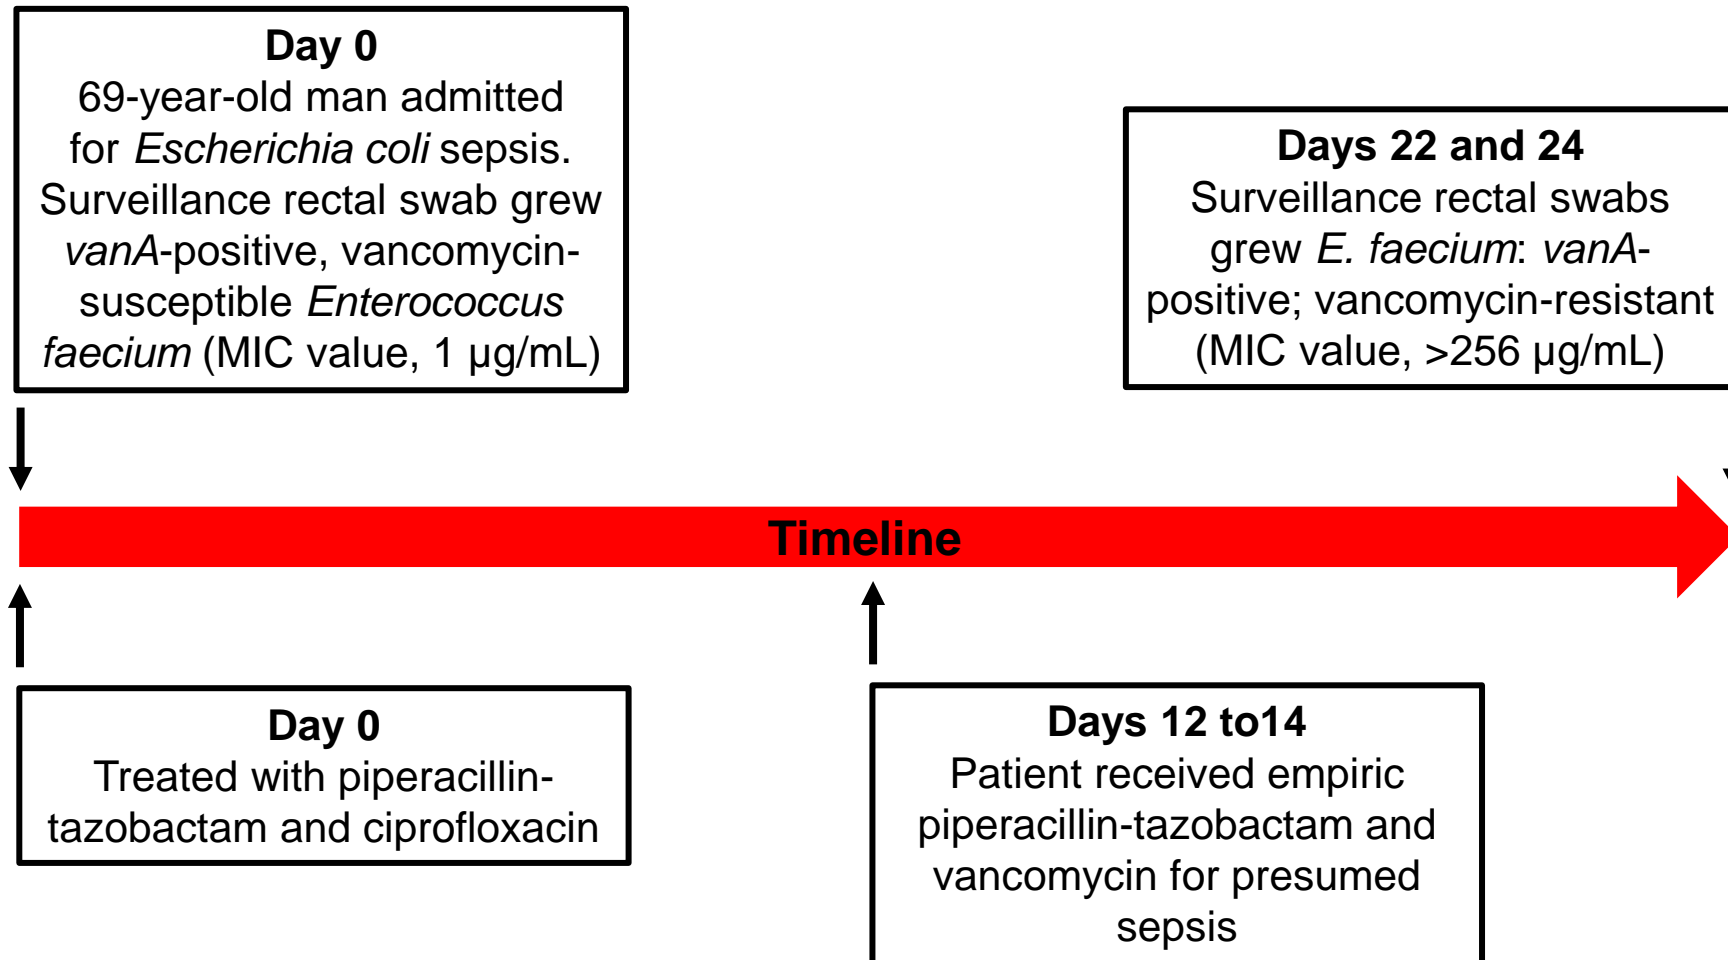 Day 0
69-year-old man admitted
for Escherichia coli sepsis.
Surveillance rectal swab grew
vanA-positive, vancomycin-
susceptible Enterococcus
faecium (MIC value, 1 µg/mL)
Days 22 and 24
Surveillance rectal swabs
grew E. faecium: vanA-
positive; vancomycin-resistant
(MIC value, >256 µg/mL)
Timeline
Day 0
Treated with piperacillin-
tazobactam and ciprofloxacin
Days 12 to14
Patient received empiric
piperacillin-tazobactam and
vancomycin for presumed
sepsis